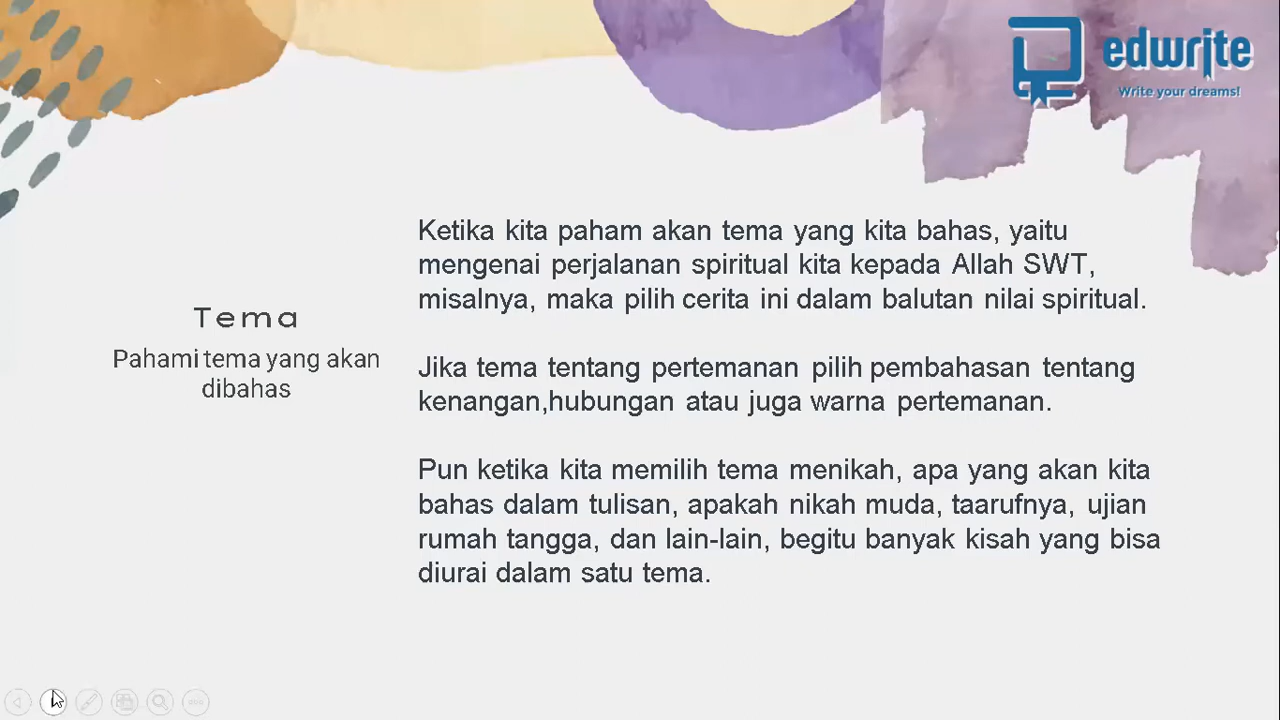 edwrite
Write your dreams!
Tema
Pahami tema yang akan
dibahas
Ketika kita paham akan tema yang kita bahas, yaitu
mengenai perjalanan spiritual kita kepada Allah SWT,
misalnya, maka pilih cerita ini dalam balutan nilai spiritual.
Jika tema tentang pertemanan pilih pembahasan tentang
kenangan,hubungan atau juga warna pertemanan.
Pun ketika kita memilih tema menikah, apa yang akan kita
bahas dalam tulisan, apakah nikah muda, taarufnya, ujian
rumah tangga, dan lain-lain, begitu banyak kisah yang bisa
diurai dalam satu tema.